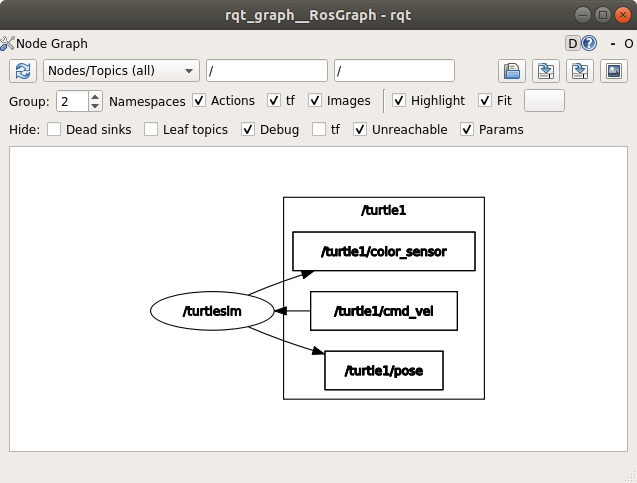 rqt_graph__RosGraph - rqt
Node Graph
D
- O
Nodes/Topics (all)
/
/
Group: 2 Namespaces Actions tf Images Highlight Fit
Hide: Dead sinks Leaf topics Debug tf Unreachable Params
/turtle1
/turtle1/color_sensor
/turtlesim
/turtle1/cmd_vel
/turtle1/pose